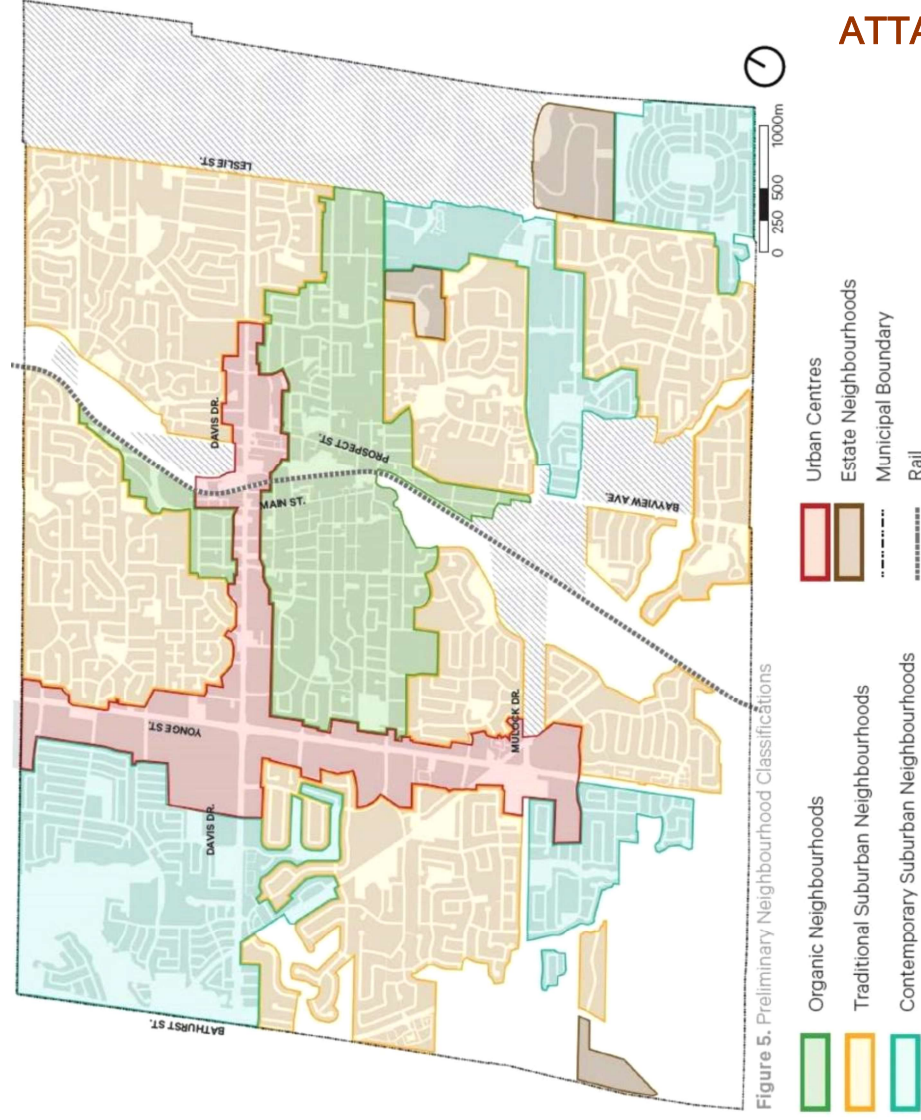 ATTA
LESLIE ST.
DAVIS DR.
PROSPECT ST.
MAIN ST.
BAYVIEW AVE.
YONGE ST.
MULOCK DR.
DAVIS DR.
BATHURST ST.
0 250 500 1000m
Figure 5. Preliminary Neighbourhood Classifications
Organic Neighbourhoods
Traditional Suburban Neighbourhoods
Contemporary Suburban Neighbourhoods
Urban Centres
Estate Neighbourhoods
Municipal Boundary
Rail